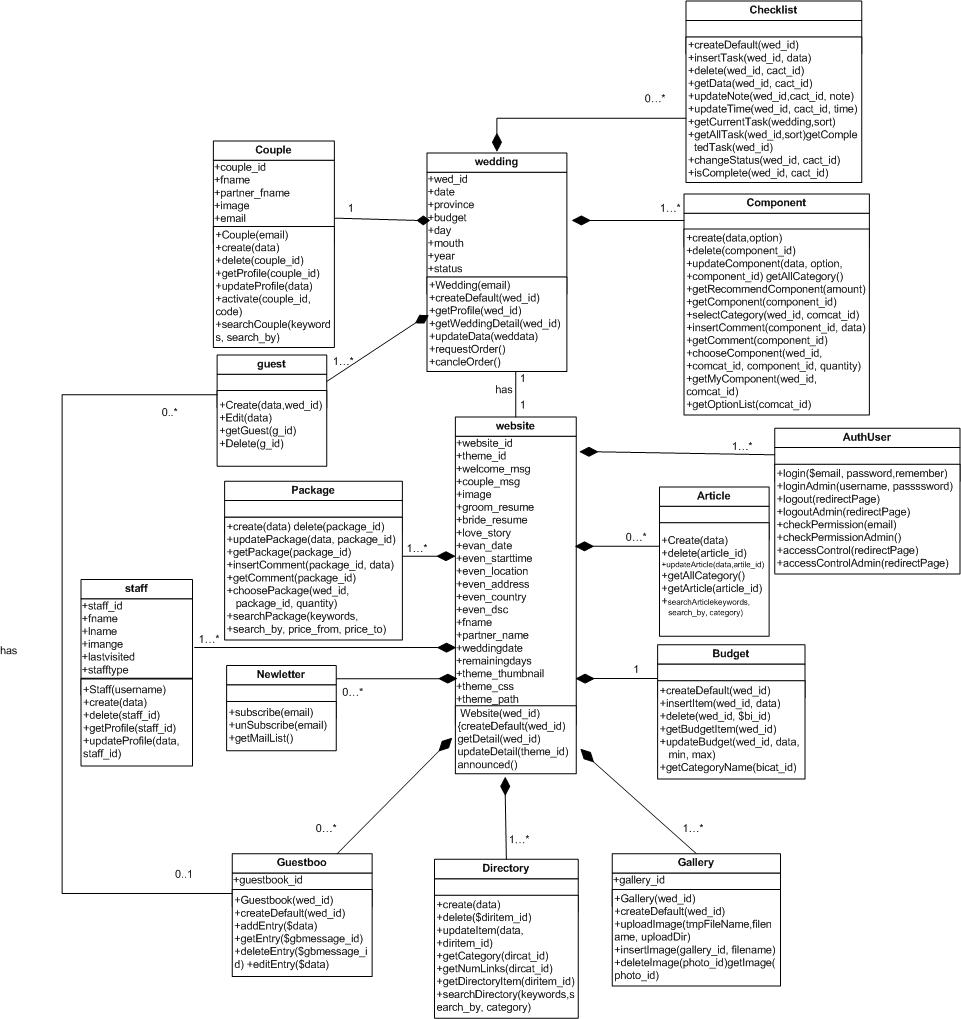 Checklist
+createDefault(wed_id)
+insertTask(wed_id, data)
+delete(wed_id, cact_id)
+getData(wed_id, cact_id)
+updateNote(wed_id,cact_id, note)
+updateTime(wed_id, cact_id, time)
+getCurrentTask(wedding,sort)
+getAllTask(wed_id,sort)getComple
tedTask(wed_id)
+changeStatus(wed_id, cact_id)
+isComplete(wed_id, cact_id)
0...*
Couple
+couple_id
+fname
+partner_fname
+image
+email
+Couple(email)
+create(data)
+delete(couple_id)
+getProfile(couple_id)
+updateProfile(data)
+activate(couple_id,
code)
+searchCouple(keyword
s, search_by)
1
wedding
+wed_id
+date
+province
+budget
+day
+mouth
+year
+status
+Wedding(email)
+createDefault(wed_id)
+getProfile(wed_id)
+getWeddingDetail(wed_id)
+updateData(weddata)
+requestOrder()
+cancleOrder()
1...*
Component
+create(data,option)
+delete(component_id)
+updateComponent(data, option,
+component_id) getAllCategory()
+getRecommendComponent(amount)
+getComponent(component_id)
+selectCategory(wed_id, comcat_id)
+insertComment(component_id, data)
+getComment(component_id)
+chooseComponent(wed_id,
+comcat_id, component_id, quantity)
+getMyComponent(wed_id,
comcat_id)
+getOptionList(comcat_id)
1...*
guest
+Create(data,wed_id)
+Edit(data)
+getGuest(g_id)
+Delete(g_id)
0..*
1
has
1
website
+website_id
+theme_id
+welcome_msg
+couple_msg
+image
+groom_resume
+bride_resume
+love_story
+evan_date
+even_starttime
+even_location
+even_address
+even_country
+even_dsc
+fname
+partner_name
+weddingdate
+remainingdays
+theme_thumbnail
+theme_css
+theme_path
Website(wed_id)
{createDefault(wed_id)
getDetail(wed_id)
updateDetail(theme_id)
announced()
1...*
AuthUser
+login($email, password,remember)
+loginAdmin(username, passsword)
+logout(redirectPage)
+logoutAdmin(redirectPage)
+checkPermission(email)
+checkPermissionAdmin()
+accessControl(redirectPage)
+accessControlAdmin(redirectPage)
Package
+create(data) delete(package_id)
+updatePackage(data, package_id)
+getPackage(package_id)
+insertComment(package_id, data)
+getComment(package_id)
+choosePackage(wed_id,
package_id, quantity)
+searchPackage(keywords,
+search_by, price_from, price_to)
1...*
0...*
Article
+Create(data)
+delete(article_id)
+updateArticle(data,artile_id)
+getAllCategory()
+getArticle(article_id)
+searchArticlekeywords,
search_by, category)
staff
+staff_id
+fname
+lname
+imange
+lastvisited
+stafftype
+Staff(username)
+create(data)
+delete(staff_id)
+getProfile(staff_id)
+updateProfile(data,
staff_id)
1...*
has
Newletter
+subscribe(email)
+unSubscribe(email)
+getMailList()
0...*
1
Budget
+createDefault(wed_id)
+insertItem(wed_id, data)
+delete(wed_id, $bi_id)
+getBudgetItem(wed_id)
+updateBudget(wed_id, data,
min, max)
+getCategoryName(bicat_id)
0...*
0..1
Guestboo
+guestbook_id
+Guestbook(wed_id)
+createDefault(wed_id)
+addEntry($data)
+getEntry($gbmessage_id)
+deleteEntry($gbmessage_i
d) +editEntry($data)
1...*
Directory
+create(data)
+delete($diritem_id)
+updateItem(data,
+diritem_id)
+getCategory(dircat_id)
+getNumLinks(dircat_id)
+getDirectoryItem(diritem_id)
+searchDirectory(keywords,s
earch_by, category)
1...*
Gallery
+gallery_id
+Gallery(wed_id)
+createDefault(wed_id)
+uploadImage(tmpFileName,filen
ame, uploadDir)
+insertImage(gallery_id, filename)
+deleteImage(photo_id)getImage(
photo_id)